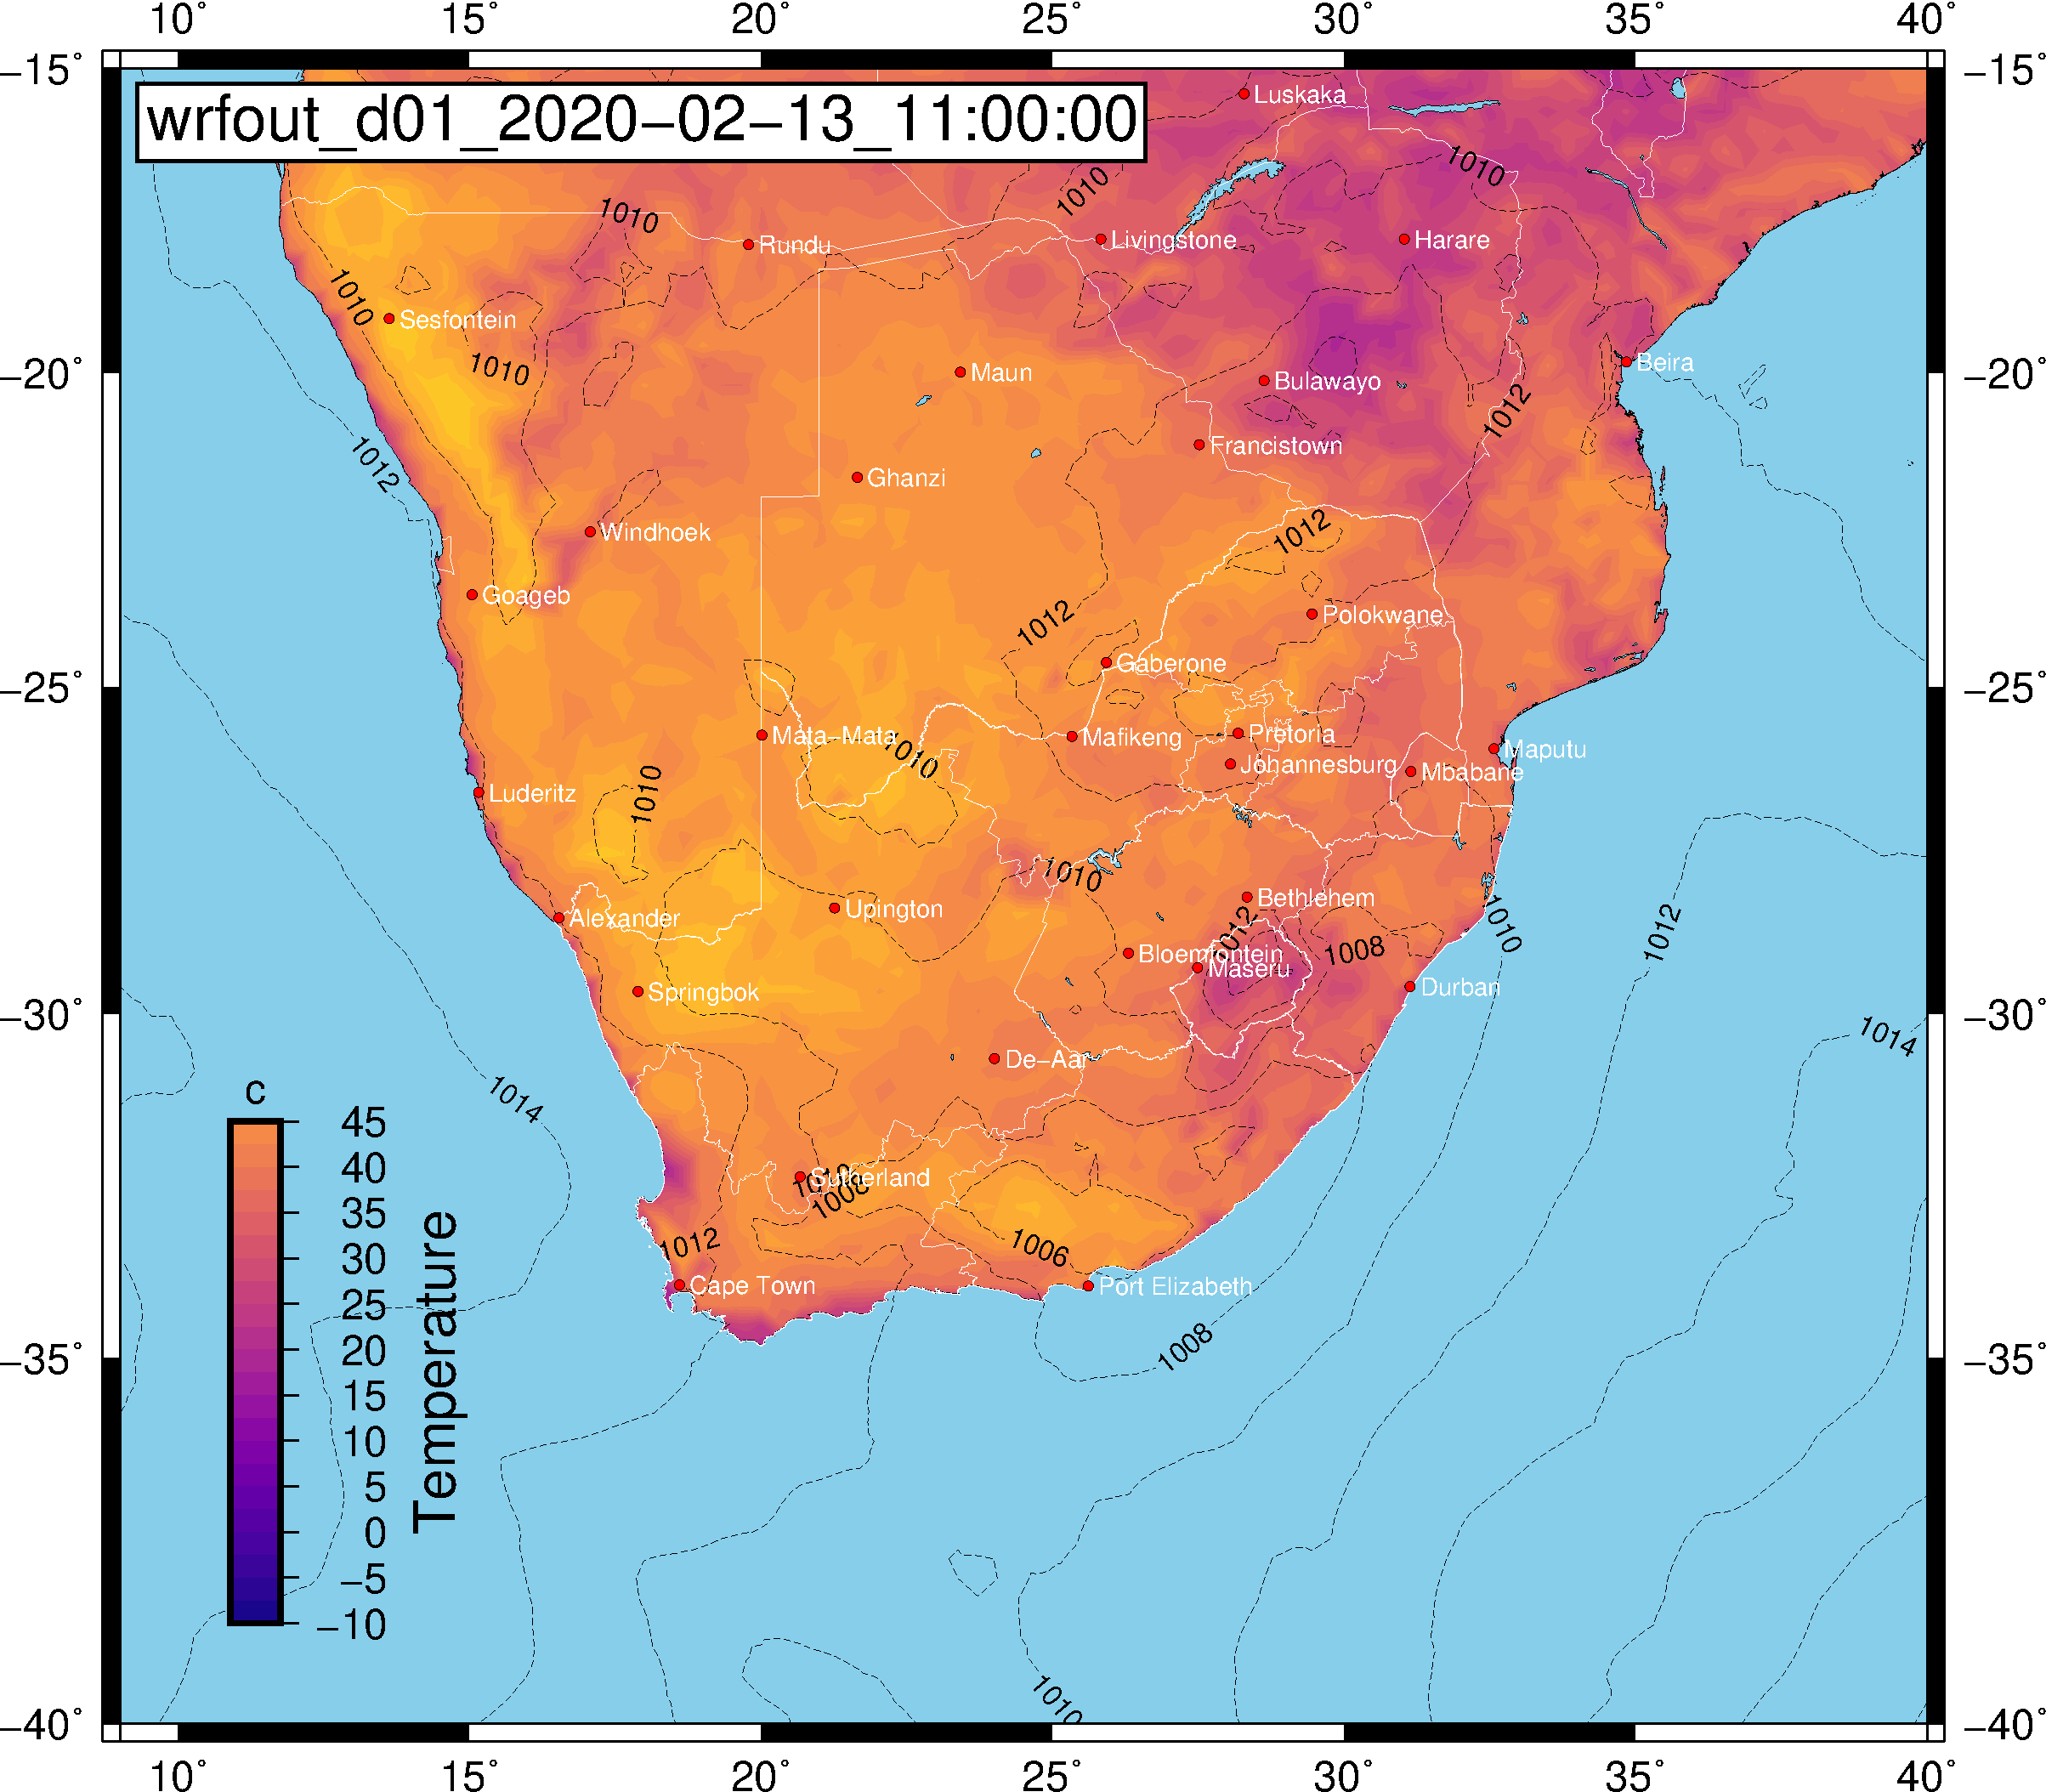 10° 15° 20° 25° 30° 35° 40°
−15° −15°
wrfout_d01_2020−02−13_11:00:00
Luskaka
1010
1010
1010
Rundu
Livingstone
Harare
1010
Sesfontein
1010
−20° −20°
Maun
Beira
Bulawayo
1012
1012
Francistown
Ghanzi
Windhoek
1012
Goageb
1012
Polokwane
Gaberone
−25° −25°
Mata−Mata
1010
Mafikeng
Pretoria
Johannesburg
Maputu
Mbabane
Luderitz
1010
1010
Bethlehem
Alexander
Upington
1012
1010
1012
Bloemfontein
1008
Maseru
Durban
Springbok
−30° −30°
1014
De−Aar
1014
c
45
40
35
30
25
20
15
10
5
0
−5
−10
Temperature
Sutherland
1010
1008
1012
1006
Cape Town
Port Elizabeth
1008
−35° −35°
1010
−40° −40°
10° 15° 20° 25° 30° 35° 40°